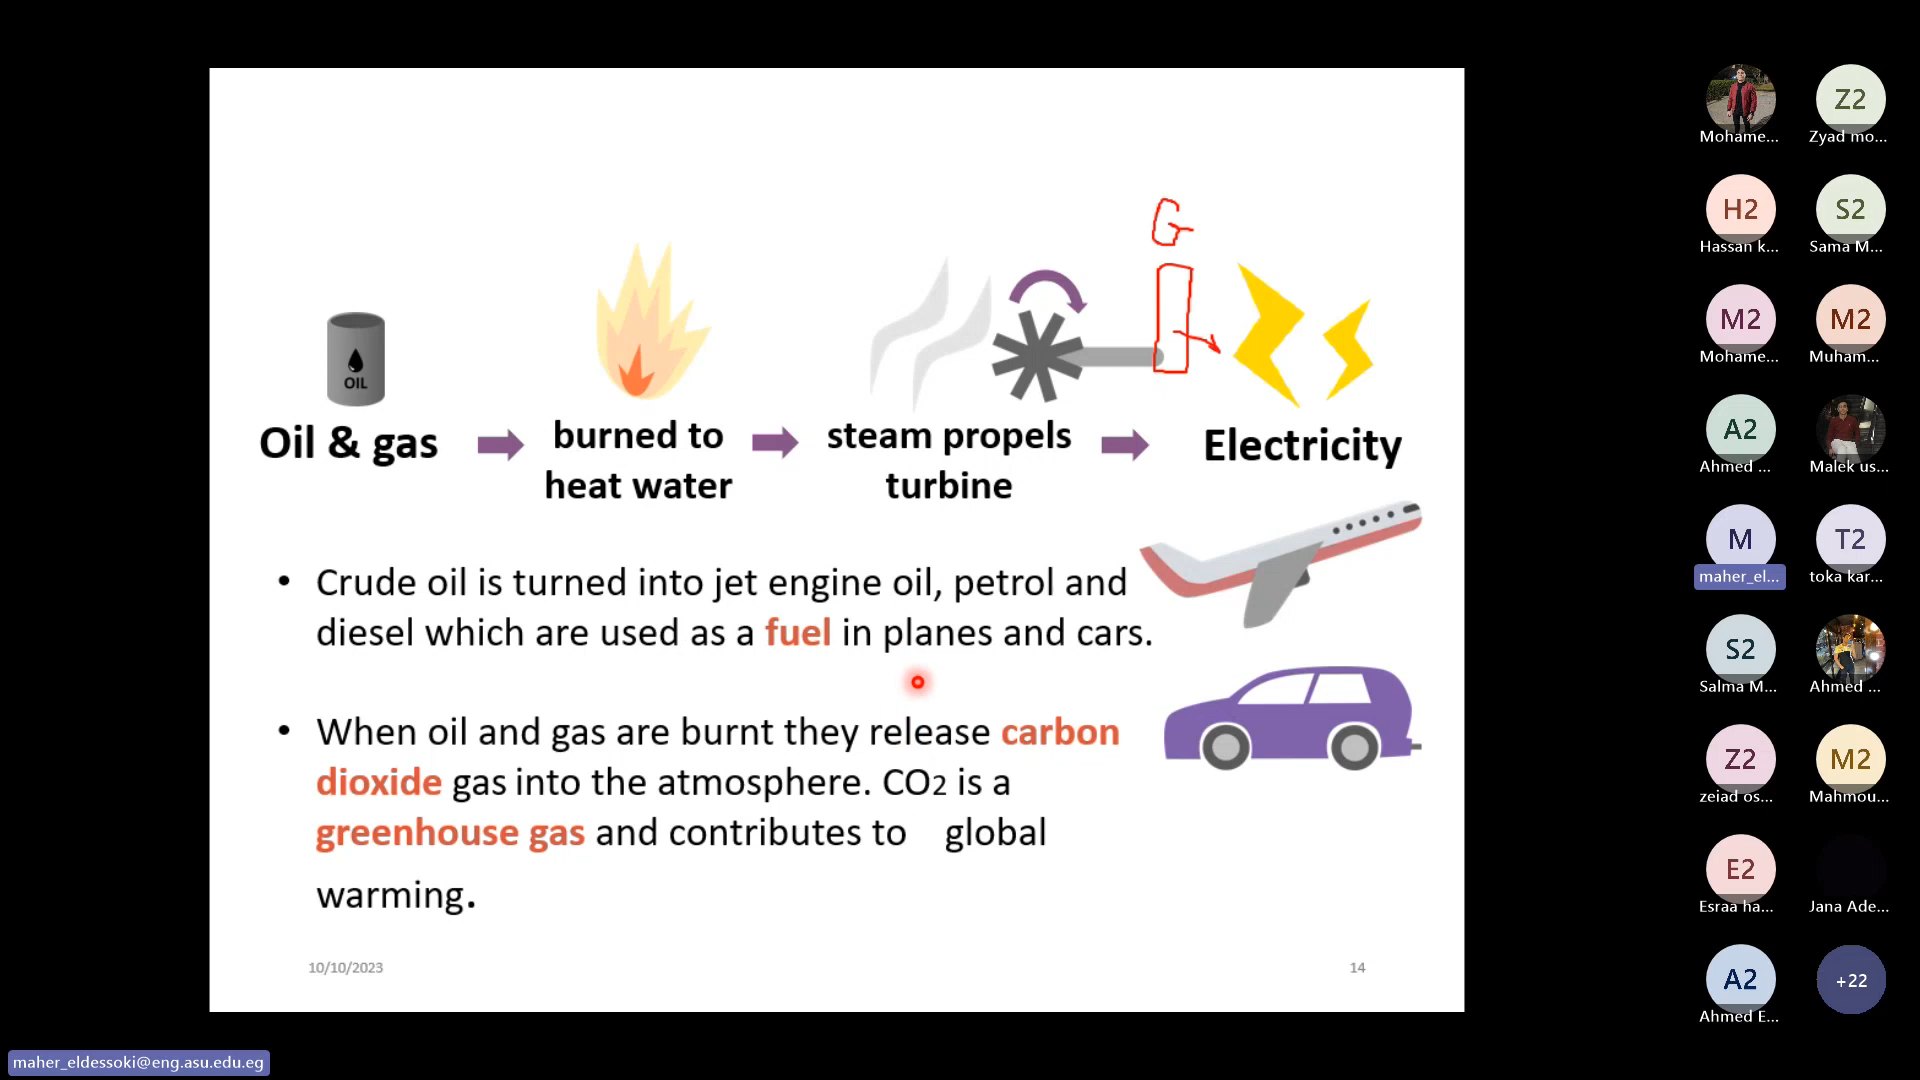 G
OIL
Oil & gas
burned to
heat water
steam propels
turbine
Electricity
• Crude oil is turned into jet engine oil, petrol and
diesel which are used as a fuel in planes and cars.
• When oil and gas are burnt they release carbon
dioxide gas into the atmosphere. CO2 is a
greenhouse gas and contributes to global
warming.
10/10/2023
14
Mohame...
Z2
Zyad mo...
H2
Hassan k...
S2
Sama M...
M2
Mohame...
M2
Muham...
A2
Ahmed ...
Malek us...
M
maher_el...
T2
toka kar...
S2
Salma M...
Ahmed ...
Z2
zeiad os...
M2
Mahmou...
E2
Esraa ha...
Jana Ade...
A2
Ahmed E...
+22
maher_eldessoki@eng.asu.edu.eg